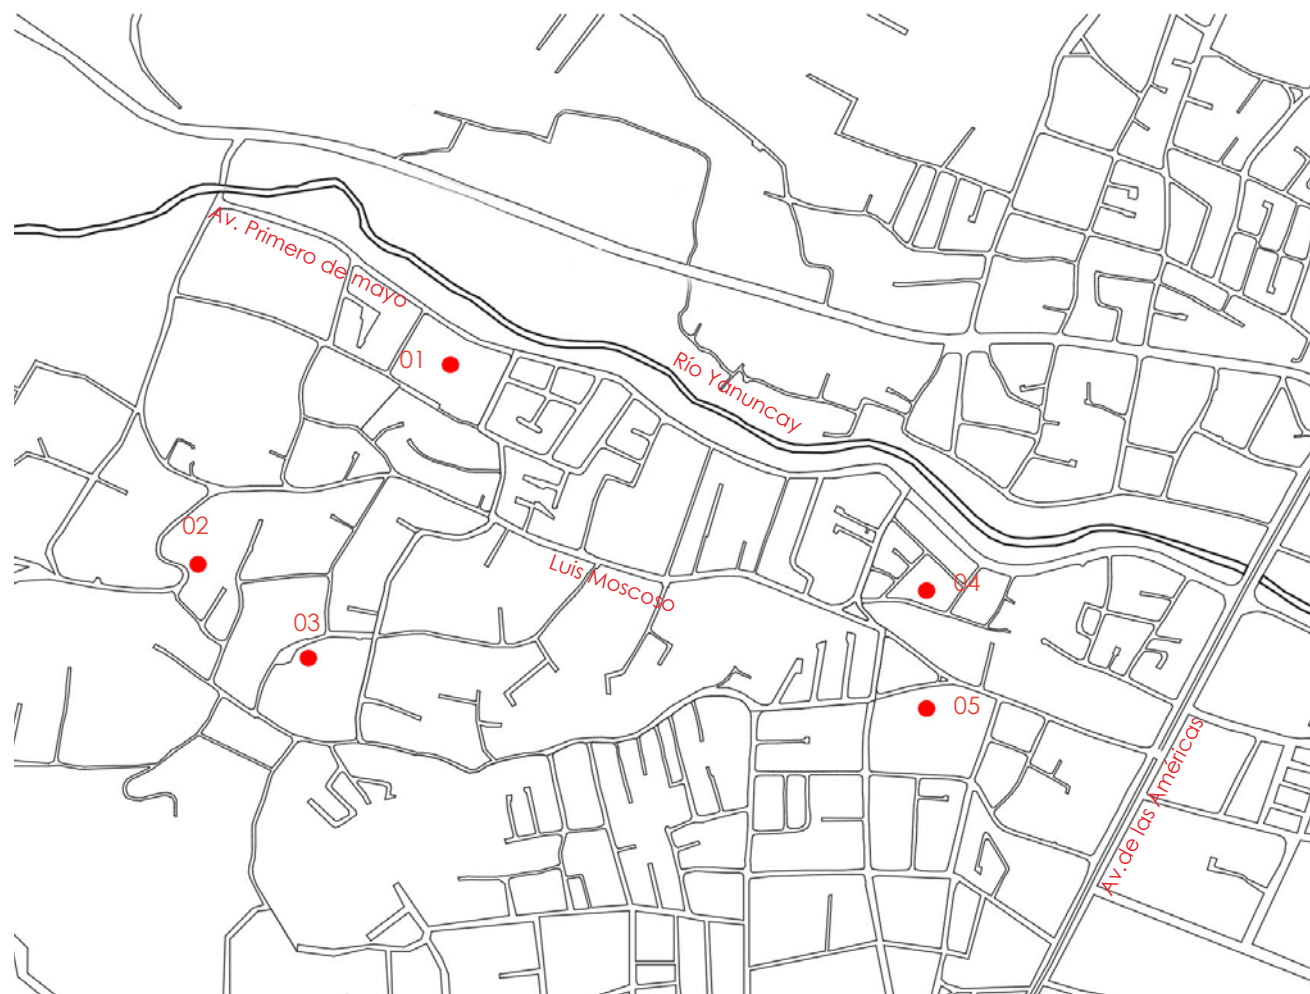 Av. Primero de mayo
01
Río Yanuncay
02
Luis Moscoso
04
03
05
Av.de las Américas